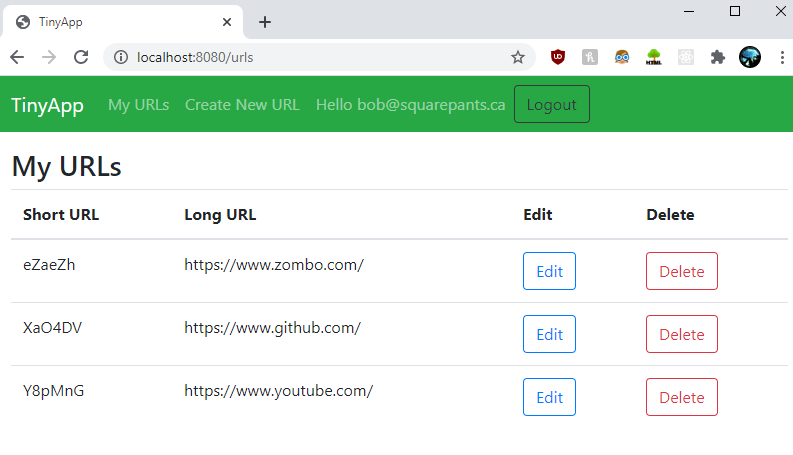 TinyApp
localhost:8080/urls
TinyApp My URLs Create New URL Hello bob@squarepants.ca Logout
My URLs
Short URL Long URL Edit Delete
eZaeZh https://www.zombo.com/ Edit Delete
XaO4DV https://www.github.com/ Edit Delete
Y8pMnG https://www.youtube.com/ Edit Delete